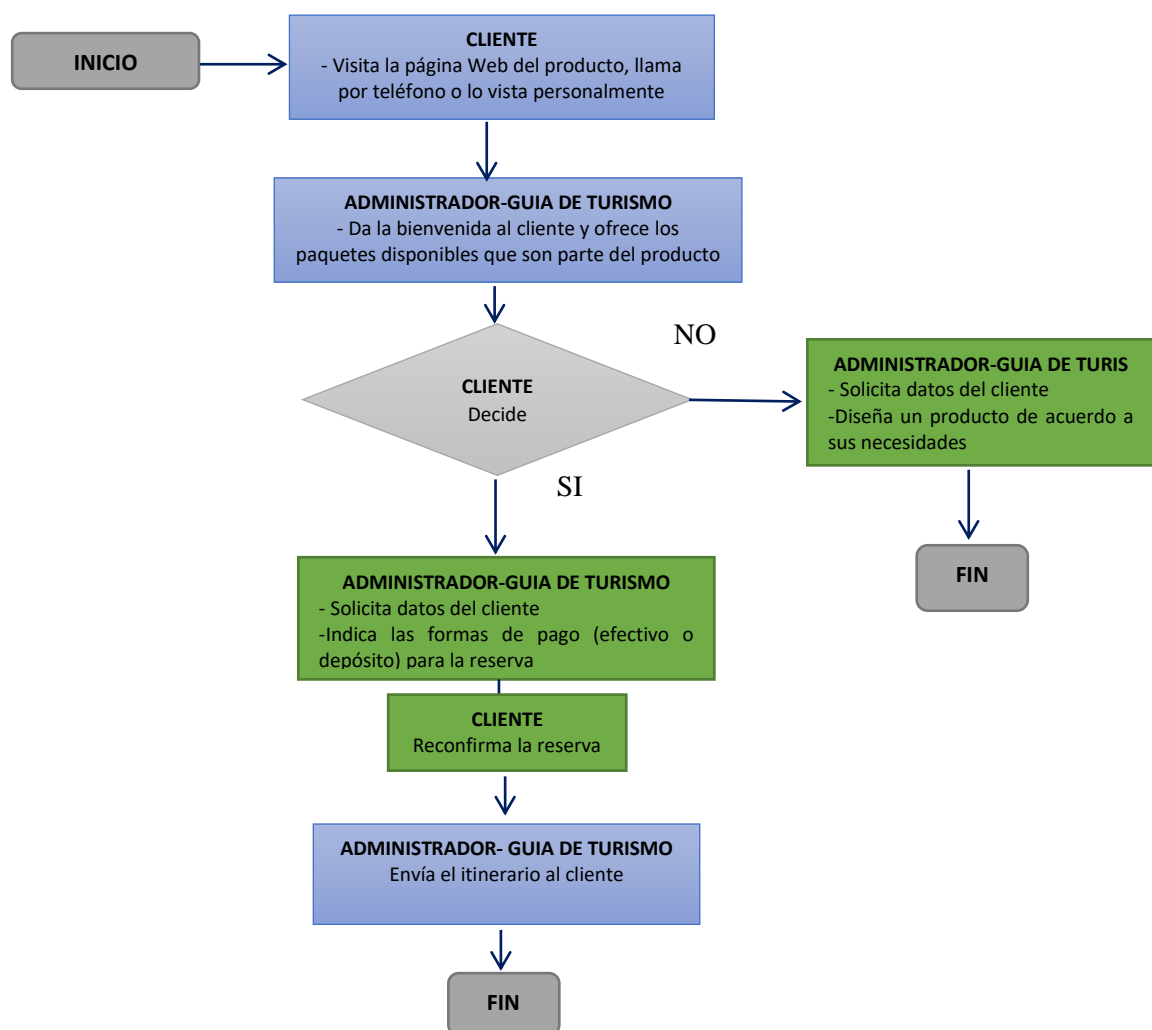 INICIO
CLIENTE
- Visita la página Web del producto, llama
por teléfono o lo vista personalmente
ADMINISTRADOR-GUIA DE TURISMO
- Da la bienvenida al cliente y ofrece los
paquetes disponibles que son parte del producto
CLIENTE
Decide
NO
ADMINISTRADOR-GUIA DE TURIS
- Solicita datos del cliente
-Diseña un producto de acuerdo a
sus necesidades
FIN
SI
ADMINISTRADOR-GUIA DE TURISMO
- Solicita datos del cliente
-Indica las formas de pago (efectivo o
depósito) para la reserva
CLIENTE
Reconfirma la reserva
ADMINISTRADOR- GUIA DE TURISMO
Envía el itinerario al cliente
FIN